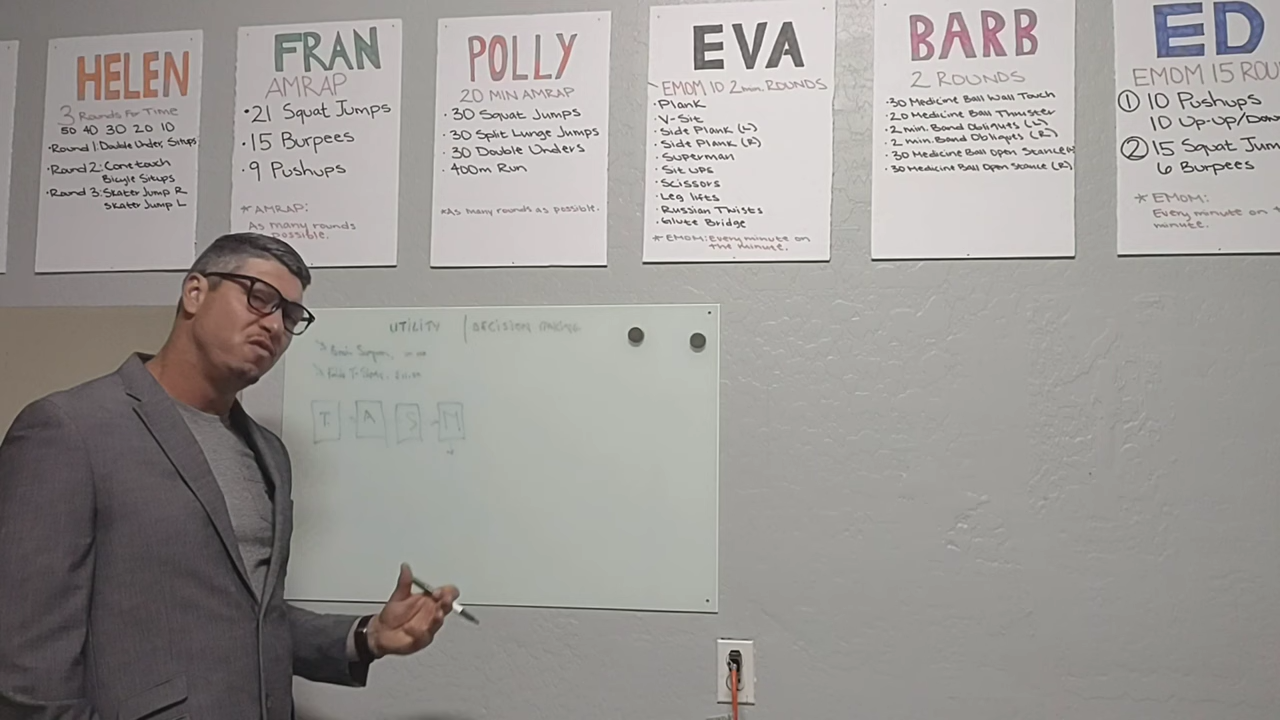 HELEN
3 Rounds For Time
50 40 30 20 10
•Round 1: Double Under, Situps
•Round 2: Cone touch
Bicycle Situps
•Round 3: Skater Jump R
Skater Jump L
FRAN
AMRAP
•21 Squat Jumps
•15 Burpees
•9 Pushups
*AMRAP:
As many rounds
possible.
POLLY
20 MIN AMRAP
•30 Squat Jumps
•30 Split Lunge Jumps
•30 Double Unders
•400m Run
*As many rounds as possible.
EVA
EMOM 10 2min. ROUNDS
•Plank
•V-Sit
•Side Plank (L)
•Side Plank (R)
•Superman
•Sit ups
•Scissors
•Leg lifts
•Russian Twists
•Glute Bridge
*EMOM: Every minute on
the minute.
BARB
2 ROUNDS
•30 Medicine Ball Wall Touch
•20 Medicine Ball Thruster
•2 min. Band Obliques (L)
•2 min. Band Obliques (R)
•30 Medicine Ball Open Stance
•30 Medicine Ball Open Stance (R)
ED
EMOM 15 ROU
① 10 Pushups
10 Up-Up/Dow
② 15 Squat Jum
6 Burpees
*EMOM:
Every minute on
minute.
UTILITY | DECISION MAKING
T A S M